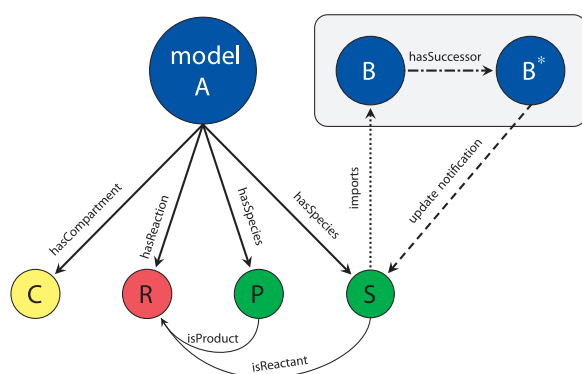 model
A
B
hasSuccessor
B*
hasCompartment
hasReaction
hasSpecies
hasSpecies
imports
update notification
C
R
P
S
isProduct
isReactant